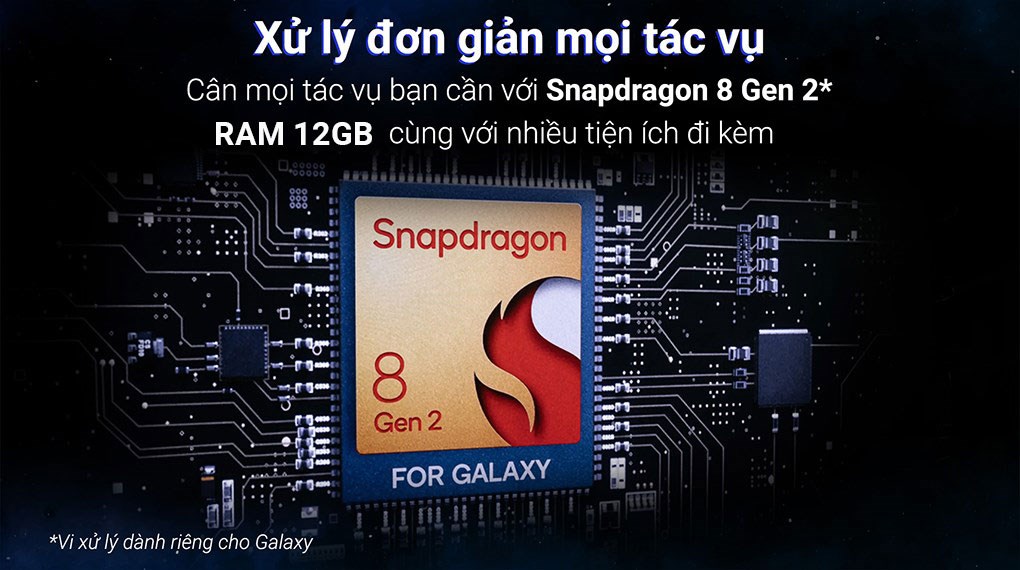 Xử lý đơn giản mọi tác vụ
Cân mọi tác vụ bạn cần với Snapdragon 8 Gen 2*
RAM 12GB cùng với nhiều tiện ích đi kèm
Snapdragon
8
Gen 2
FOR GALAXY
*Vi xử lý dành riêng cho Galaxy